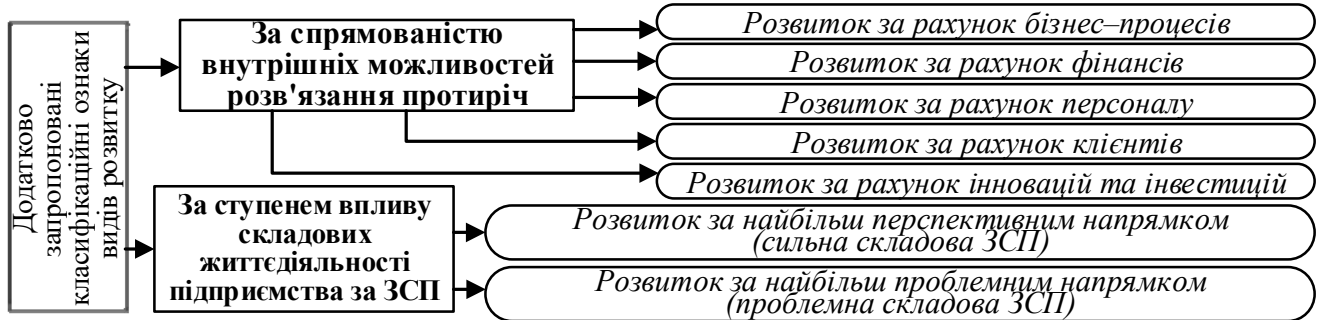 Додатково
запропоновані
класифікаційні ознаки
видів розвитку
За спрямованістю
внутрішніх можливостей
розв'язання протиріч
Розвиток за рахунок бізнес–процесів
Розвиток за рахунок фінансів
Розвиток за рахунок персоналу
Розвиток за рахунок клієнтів
Розвиток за рахунок інновацій та інвестицій
За ступенем впливу
складових
життєдіяльності
підприємства за ЗСП
Розвиток за найбільш перспективним напрямком
(сильна складова ЗСП)
Розвиток за найбільш проблемним напрямком
(проблемна складова ЗСП)